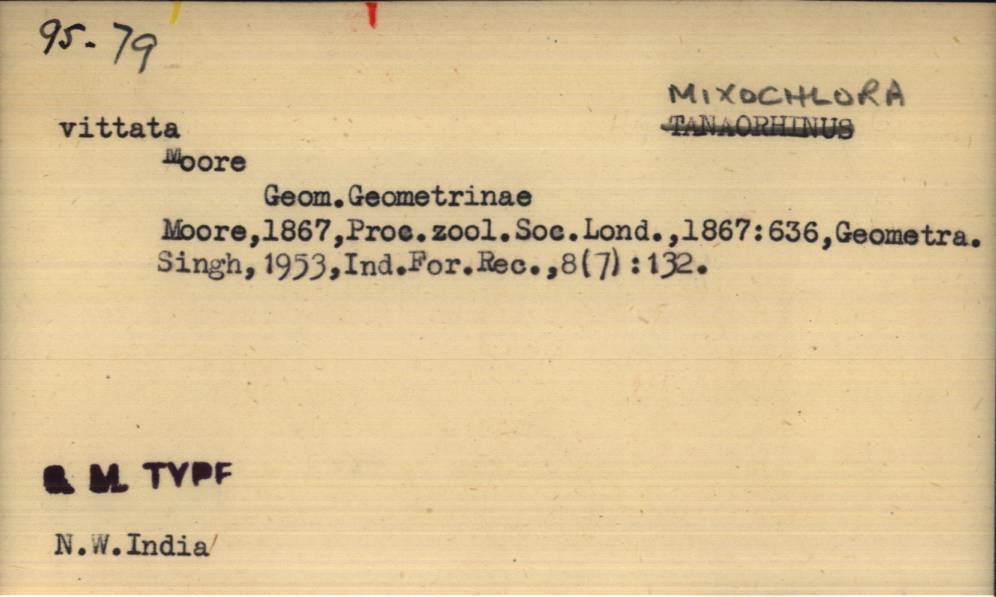 95-79
MIXOCHLORA
vittata TANAORHINUS
Moore
Geom.Geometrinae
Moore,1867,Proc.zool.Soc.Lond.,1867:636,Geometra.
Singh,1953,Ind.For.Rec.,8(7):132.
B. M. TYPE
N.W.India